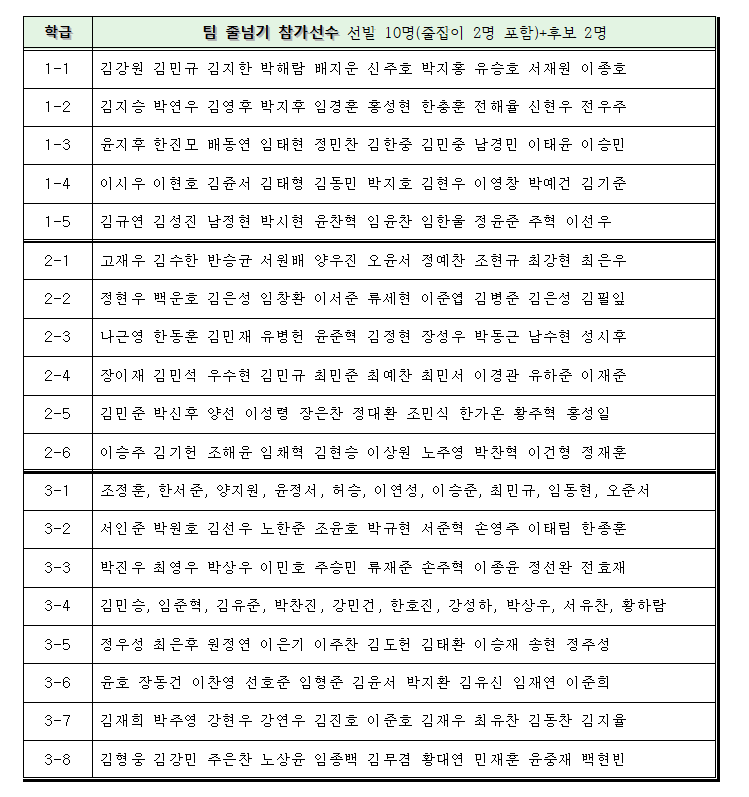 학급 팀 줄넘기 참가선수 선발 10명(줄잡이 2명 포함)+후보 2명
1-1 김강원 김민규 김지한 박해람 배지운 신주호 박지홍 유승호 서재원 이종호
1-2 김지승 박연우 김영후 박지후 임경훈 홍성현 한충훈 전해율 신현우 전우주
1-3 윤지후 한진모 배동연 임태현 정민찬 김한중 김민중 남경민 이태윤 이승민
1-4 이시우 이현호 김쥰서 김태형 김동민 박지호 김현우 이영창 박예건 김기준
1-5 김규연 김성진 남정현 박시현 윤찬혁 임윤찬 임한울 정윤준 주혁 이선우
2-1 고재우 김수한 반승균 서원배 양우진 오윤서 정예찬 조현규 최강현 최은우
2-2 정현우 백운호 김은성 임창환 이서준 류세현 이준엽 김병준 김은성 김필잎
2-3 나근영 한동훈 김민재 유병헌 윤준혁 김정현 장성우 박동근 남수현 성시후
2-4 장이재 김민석 우수현 김민규 최민준 최예찬 최민서 이경관 유하준 이재준
2-5 김민준 박신후 양선 이성령 장은찬 정대환 조민식 한가온 황주혁 홍성일
2-6 이승주 김기헌 조해윤 임채혁 김현승 이상원 노주영 박찬혁 이건형 정재훈
3-1 조정훈, 한서준, 양지원, 윤정서, 허승, 이연성, 이승준, 최민규, 임동현, 오준서
3-2 서인준 박원호 김선우 노한준 조윤호 박규현 서준혁 손영주 이태림 한종훈
3-3 박진우 최영우 박상우 이민호 주승민 류재준 손주혁 이종윤 정선완 전효재
3-4 김민승, 임준혁, 김유준, 박찬진, 강민건, 한호진, 강성하, 박상우, 서유찬, 황하람
3-5 정우성 최은후 원정연 이은기 이주찬 김도헌 김태환 이승재 송현 정주성
3-6 윤호 장동건 이찬영 선호준 임형준 김윤서 박지환 김유신 임재연 이준희
3-7 김재희 박주영 강현우 강연우 김진호 이준호 김재우 최유찬 김동찬 김지율
3-8 김형웅 김강민 주은찬 노상윤 임종백 김무겸 황대연 민재훈 윤중재 백현빈